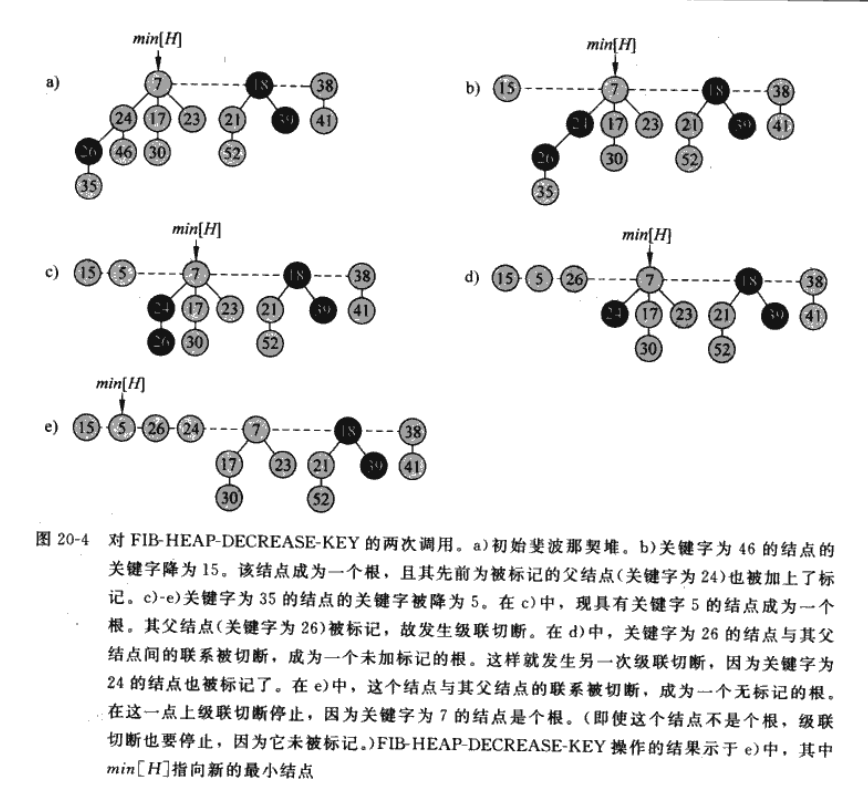 min[H]
a) 7 18 38
24 17 23 21 39 41
26 46 30 52
35
min[H]
b) 15 7 18 38
24 17 23 21 39 41
26 30 52
35
min[H]
c) 15 5 7 18 38
24 17 23 21 39 41
26 30 52
min[H]
d) 15 5 26 7 18 38
24 17 23 21 39 41
30 52
min[H]
e) 15 5 26 24 7 18 38
17 23 21 39 41
30 52
图 20-4 对 FIB-HEAP-DECREASE-KEY 的两次调用。a)初始斐波那契堆。b)关键字为 46 的结点的
关键字降为 15。该结点成为一个根，且其先前为被标记的父结点(关键字为 24)也被加上了标
记。c)-e)关键字为 35 的结点的关键字被降为 5。在 c)中，现具有关键字 5 的结点成为一个
根。其父结点(关键字为 26)被标记，故发生级联切断。在 d)中，关键字为 26 的结点与其父
结点间的联系被切断，成为一个未加标记的根。这样就发生另一次级联切断，因为关键字为
24 的结点也被标记了。在 e)中，这个结点与其父结点的联系被切断，成为一个无标记的根。
在这一点上级联切断停止，因为关键字为 7 的结点是个根。(即使这个结点不是个根，级联
切断也要停止，因为它未被标记。)FIB-HEAP-DECREASE-KEY 操作的结果示于 e)中，其中
min[H]指向新的最小结点